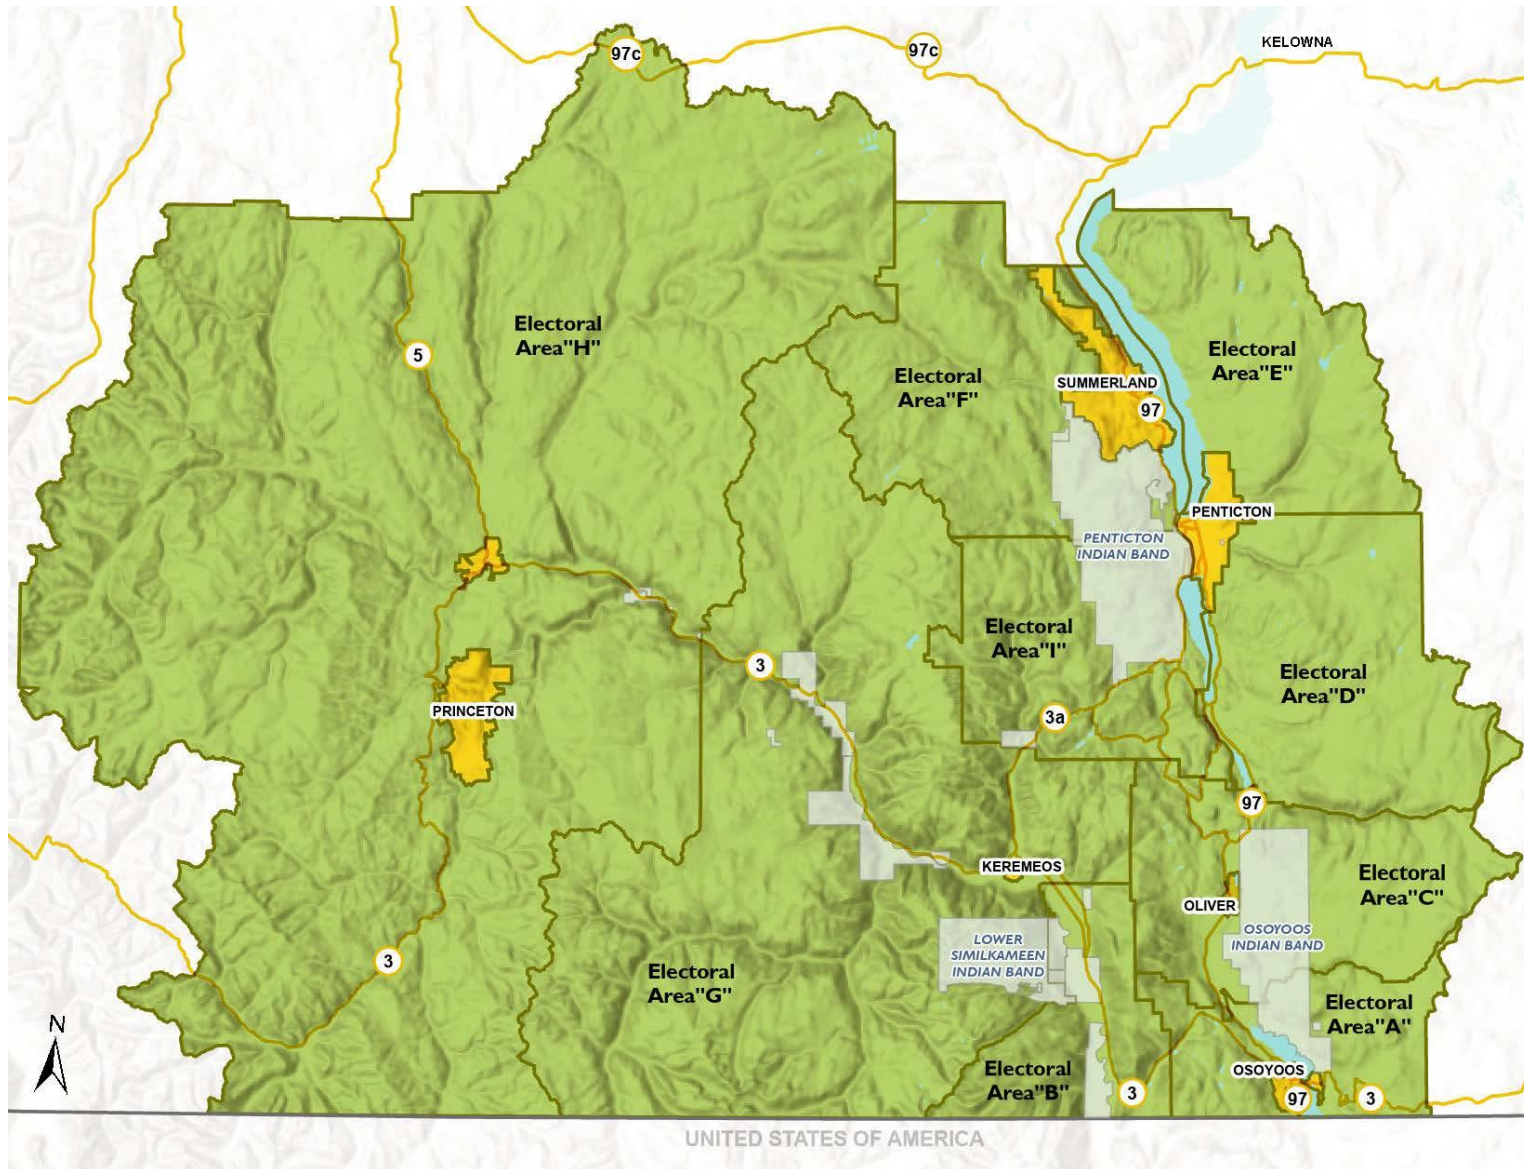 97c
97c
KELOWNA
Electoral
Area"H"
5
Electoral
Area"F"
SUMMERLAND
97
Electoral
Area"E"
PENTICTON
PENTICTON
INDIAN BAND
Electoral
Area"I"
3
3a
Electoral
Area"D"
PRINCETON
97
KEREMEOS
OLIVER
Electoral
Area"C"
OSOYOOS
INDIAN BAND
LOWER
SIMILKAMEEN
INDIAN BAND
3
Electoral
Area"G"
Electoral
Area"A"
N
Electoral
Area"B"
OSOYOOS
3
97
3
UNITED STATES OF AMERICA